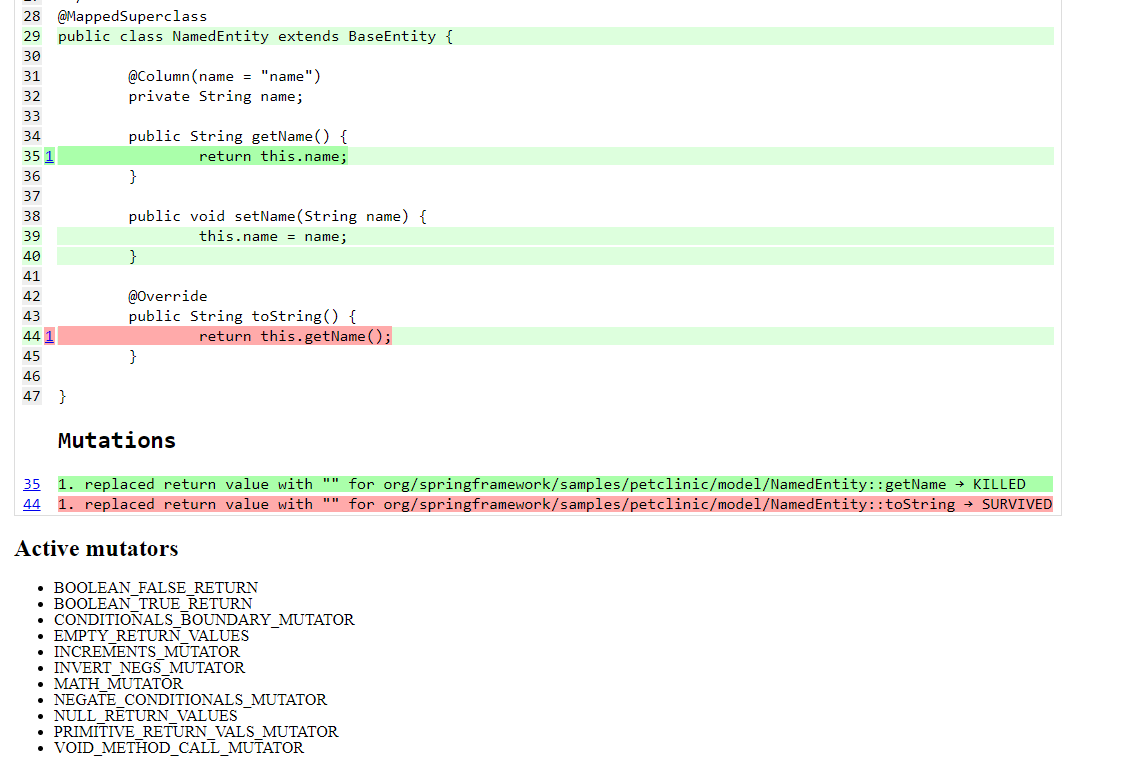 28 @MappedSuperclass
29 public class NamedEntity extends BaseEntity {
30
31 @Column(name = "name")
32 private String name;
33
34 public String getName() {
35 1 return this.name;
36 }
37
38 public void setName(String name) {
39 this.name = name;
40 }
41
42 @Override
43 public String toString() {
44 1 return this.getName();
45 }
46
47 }
Mutations
35 1. replaced return value with "" for org/springframework/samples/petclinic/model/NamedEntity::getName → KILLED
44 1. replaced return value with "" for org/springframework/samples/petclinic/model/NamedEntity::toString → SURVIVED
Active mutators
• BOOLEAN_FALSE_RETURN
• BOOLEAN_TRUE_RETURN
• CONDITIONALS_BOUNDARY_MUTATOR
• EMPTY_RETURN_VALUES
• INCREMENTS_MUTATOR
• INVERT_NEGS_MUTATOR
• MATH_MUTATOR
• NEGATE_CONDITIONALS_MUTATOR
• NULL_RETURN_VALUES
• PRIMITIVE_RETURN_VALS_MUTATOR
• VOID_METHOD_CALL_MUTATOR